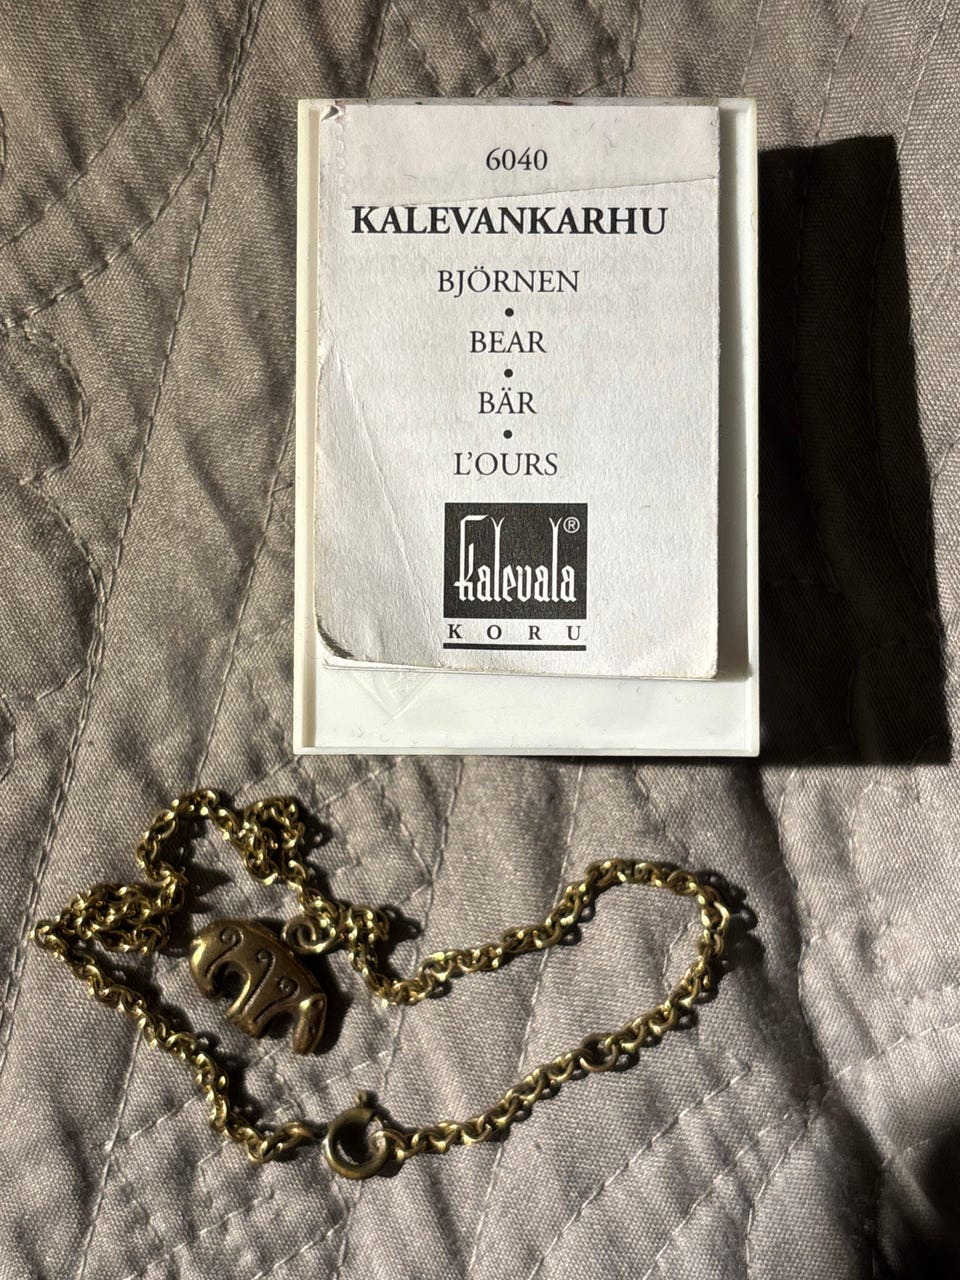 6040
KALEVANKARHU
BJÖRNEN
•
BEAR
•
BÄR
•
L'OURS
Kalevala®
KORU